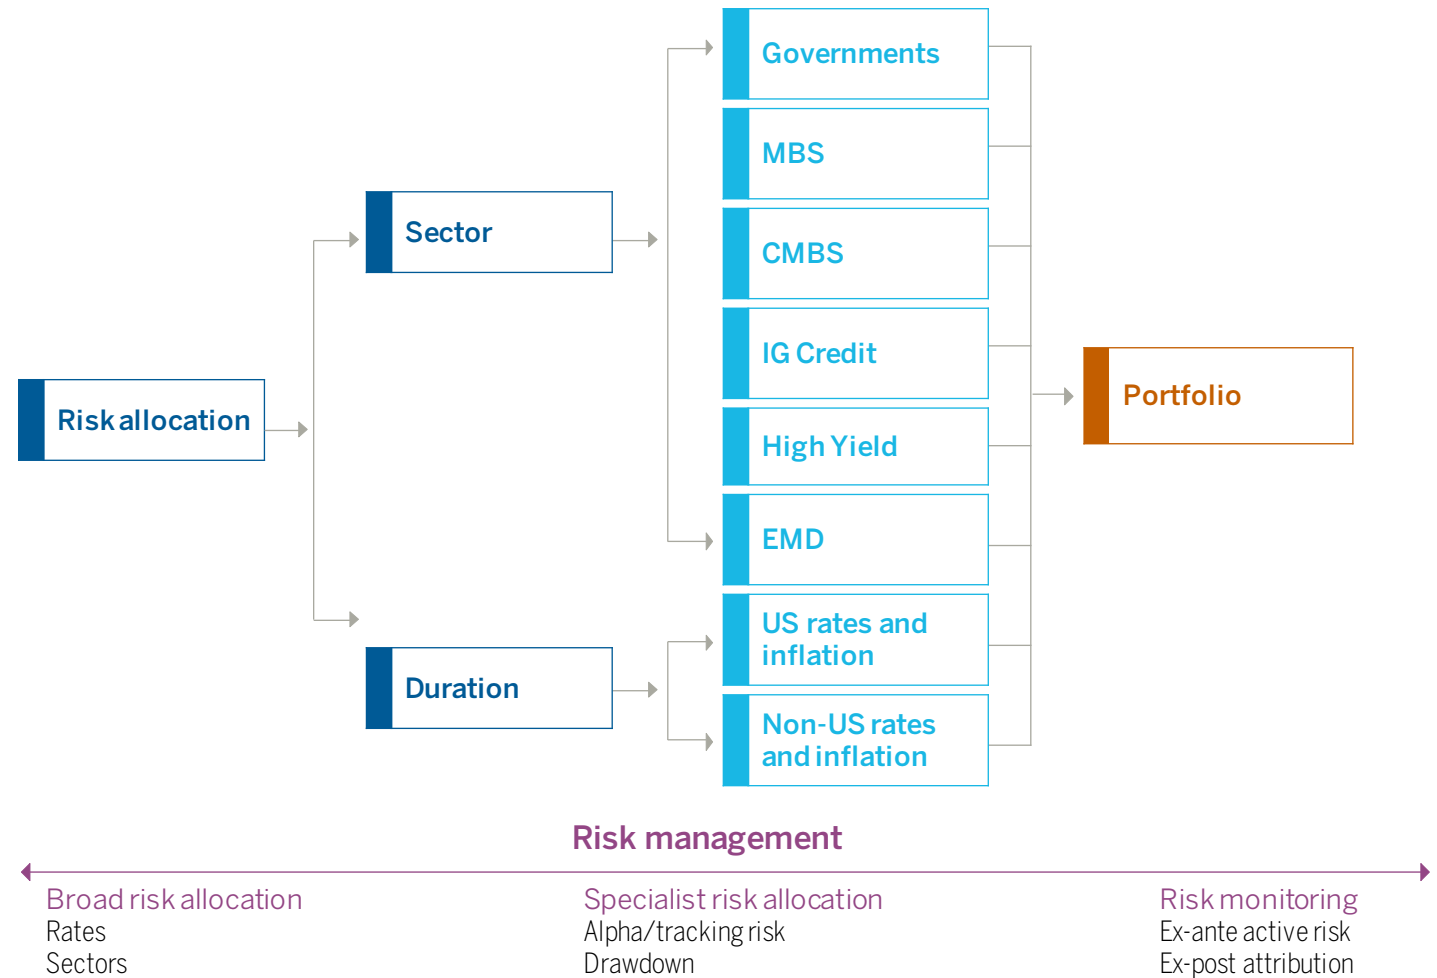 Governments
MBS
Sector
CMBS
IG Credit
Risk allocation
Portfolio
High Yield
EMD
US rates and
inflation
Duration
Non-US rates
and inflation
Risk management
Broad risk allocation
Rates
Sectors
Specialist risk allocation
Alpha/tracking risk
Drawdown
Risk monitoring
Ex-ante active risk
Ex-post attribution